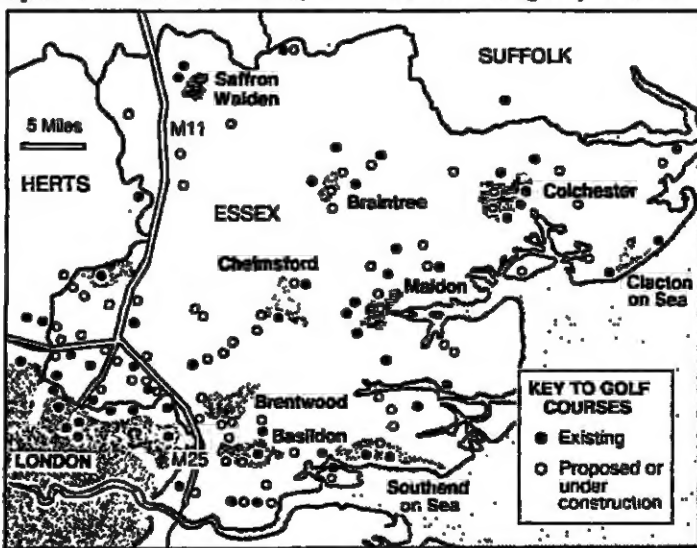 SUFFOLK
Saffron
Walden
5 Miles
M11
HERTS
ESSEX
Braintree
Colchester
Chelmsford
Maldon
Clacton
on Sea
Brentwood
Basildon
LONDON
M25
Southend
on Sea
KEY TO GOLF
COURSES
Existing
Proposed or
under
construction